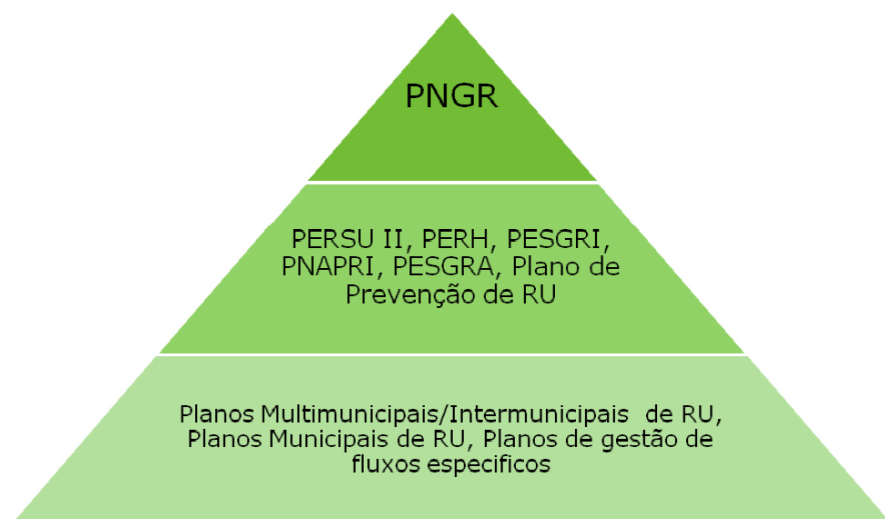 PNGR
PERSU II, PERH, PESGRI,
PNAPRI, PESGRA, Plano de
Prevenção de RU
Planos Multimunicipais/Intermunicipais de RU,
Planos Municipais de RU, Planos de gestão de
fluxos especificos